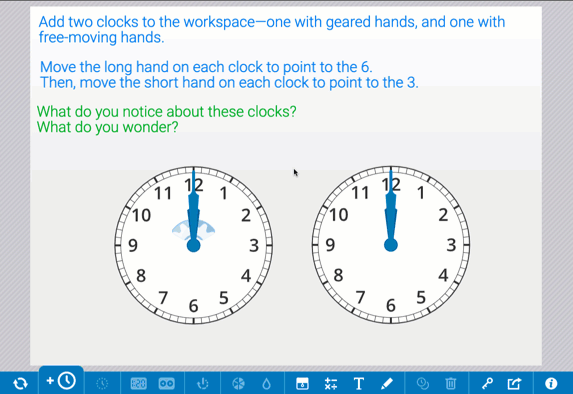 Add two clocks to the workspace—one with geared hands, and one with
free-moving hands.
Move the long hand on each clock to point to the 6.
Then, move the short hand on each clock to point to the 3.
What do you notice about these clocks?
What do you wonder?
12
11 1
10 2
9 3
8 4
7 5
6
12
11 1
10 2
9 3
8 4
7 5
6
T